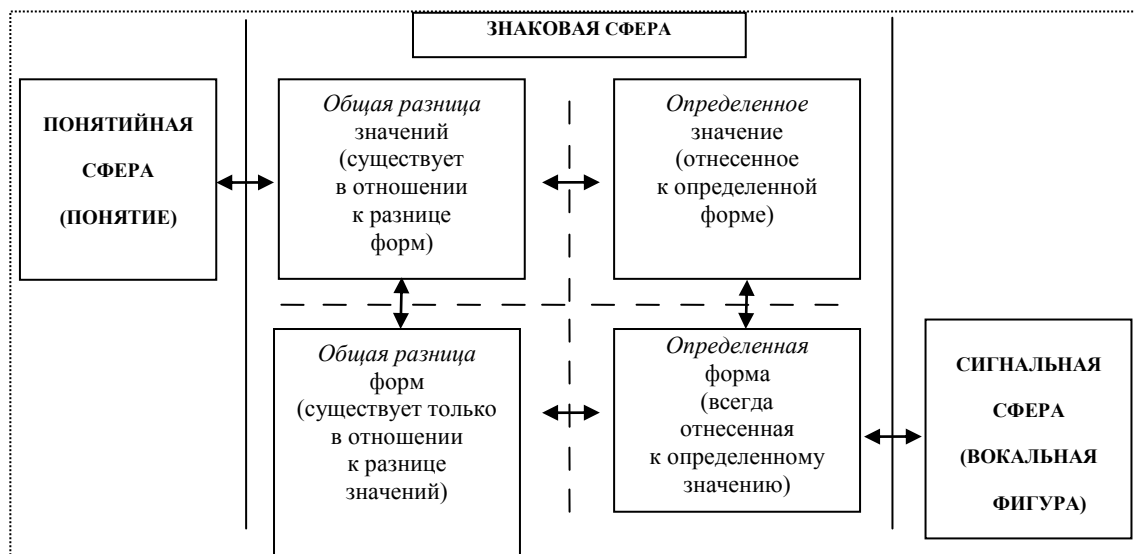 ЗНАКОВАЯ СФЕРА
ПОНЯТИЙНАЯ
СФЕРА
(ПОНЯТИЕ)
Общая разница
значений
(существует
в отношении
к разнице
форм)
Определенное
значение
(отнесенное
к определенной
форме)
Общая разница
форм
(существует только
в отношении
к разнице
значений)
Определенная
форма
(всегда
отнесенная
к определенному
значению)
СИГНАЛЬНАЯ
СФЕРА
(ВОКАЛЬНАЯ
ФИГУРА)